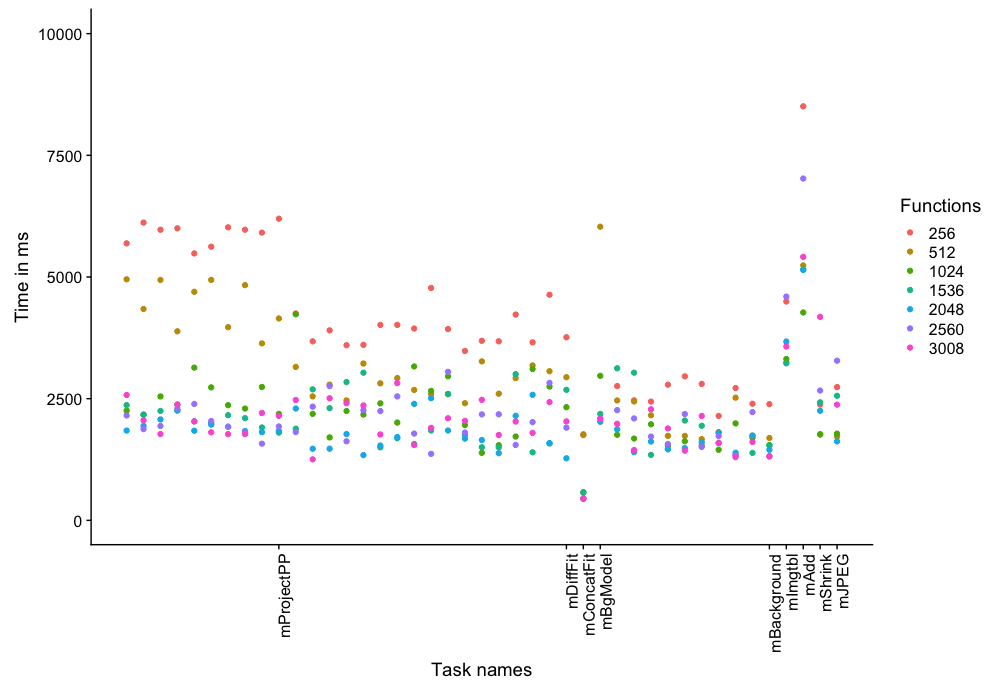 10000
7500
5000
2500
0
Time in ms
mProjectPP
mDiffFit
mConcatFit
mBgModel
mBackground
mImgtbl
mAdd
mShrink
mJPEG
Task names
Functions
256
512
1024
1536
2048
2560
3008